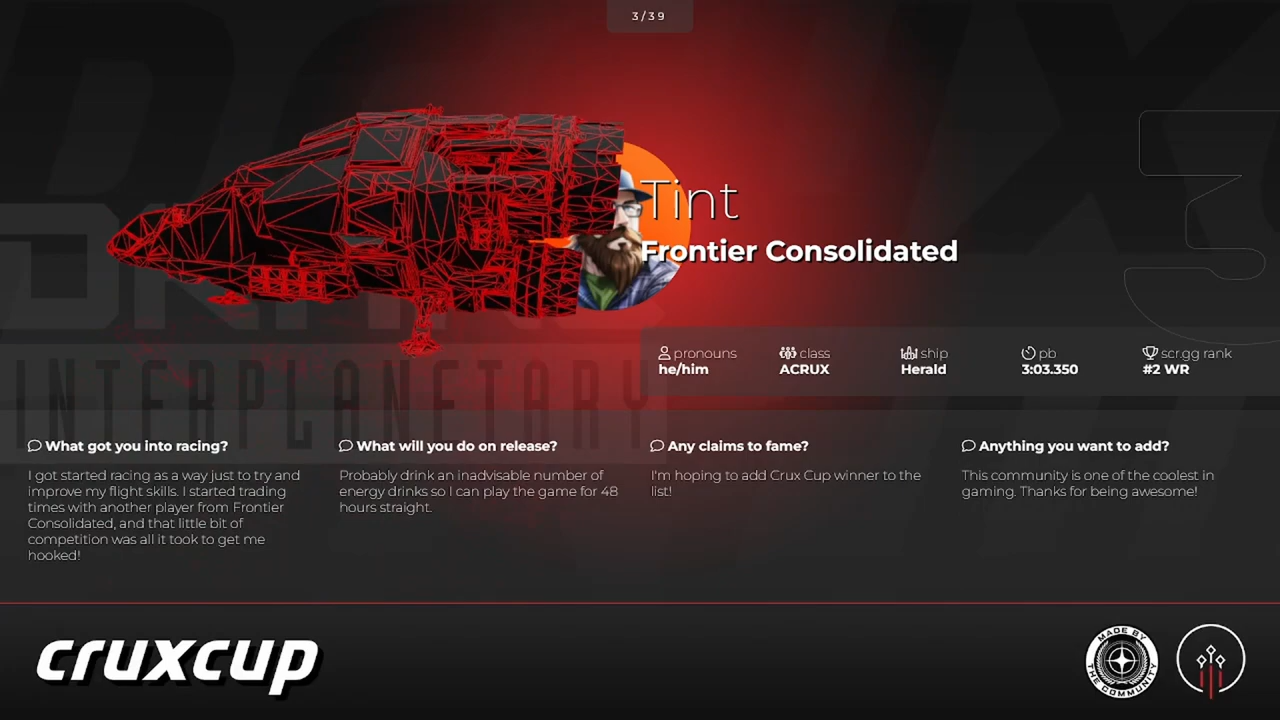 3/39
Tint
Frontier Consolidated
pronouns
he/him
class
ACRUX
ship
Herald
pb
3:03.350
scr.gg rank
#2 WR
INTERPLANETARY
What got you into racing?
I got started racing as a way just to try and
improve my flight skills. I started trading
times with another player from Frontier
Consolidated, and that little bit of
competition was all it took to get me
hooked!
What will you do on release?
Probably drink an inadvisable number of
energy drinks so I can play the game for 48
hours straight.
Any claims to fame?
I'm hoping to add Crux Cup winner to the
list!
Anything you want to add?
This community is one of the coolest in
gaming. Thanks for being awesome!
cruxcup
MADE BY
THE COMMUNITY
3